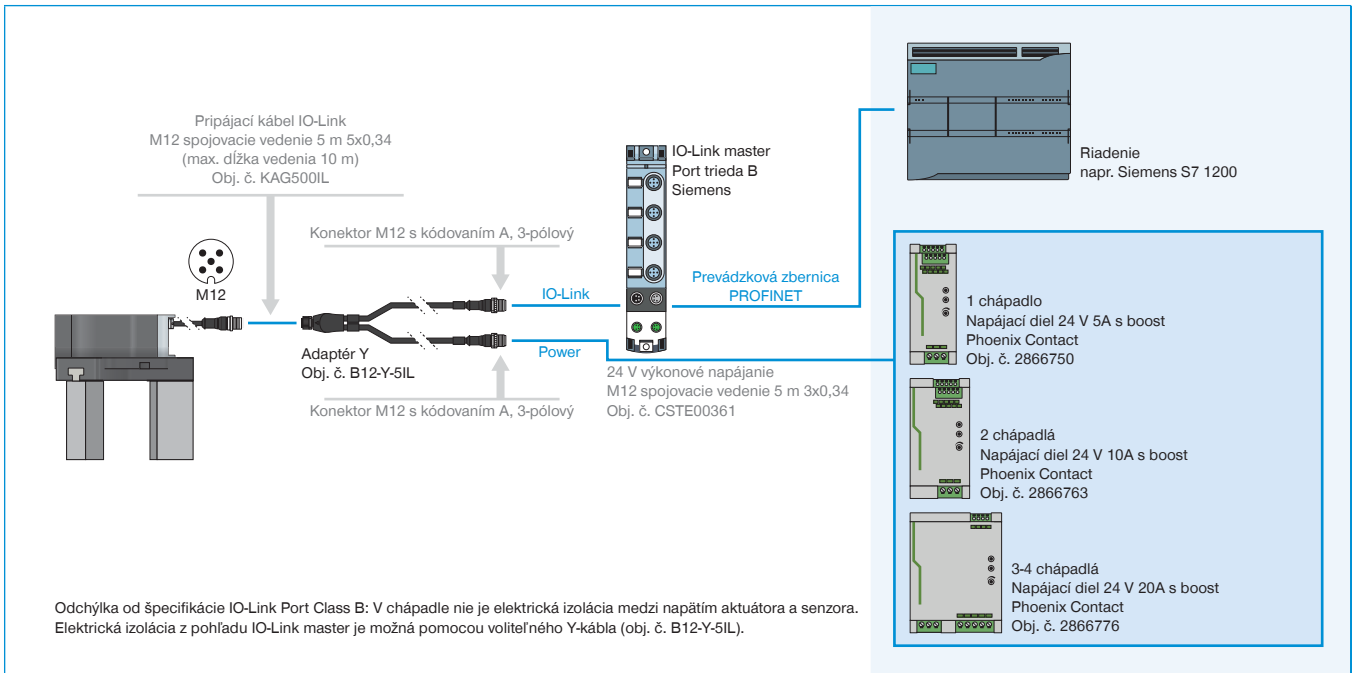 Pripájací kábel IO-Link
M12 spojovacie vedenie 5 m 5x0,34
(max. dĺžka vedenia 10 m)
Obj. č. KAG500IL
M12
Konektor M12 s kódovaním A, 3-pólový
IO-Link
Adaptér Y
Obj. č. B12-Y-5IL
Power
Konektor M12 s kódovaním A, 3-pólový
IO-Link master
Port trieda B
Siemens
Prevádzková zbernica
PROFINET
24 V výkonové napájanie
M12 spojovacie vedenie 5 m 3x0,34
Obj. č. CSTE00361
Riadenie
napr. Siemens S7 1200
1 chápadlo
Napájací diel 24 V 5A s boost
Phoenix Contact
Obj. č. 2866750
2 chápadlá
Napájací diel 24 V 10A s boost
Phoenix Contact
Obj. č. 2866763
3-4 chápadlá
Napájací diel 24 V 20A s boost
Phoenix Contact
Obj. č. 2866776
Odchýlka od špecifikácie IO-Link Port Class B: V chápadle nie je elektrická izolácia medzi napätím aktuátora a senzora.
Elektrická izolácia z pohľadu IO-Link master je možná pomocou voliteľného Y-kábla (obj. č. B12-Y-5IL).